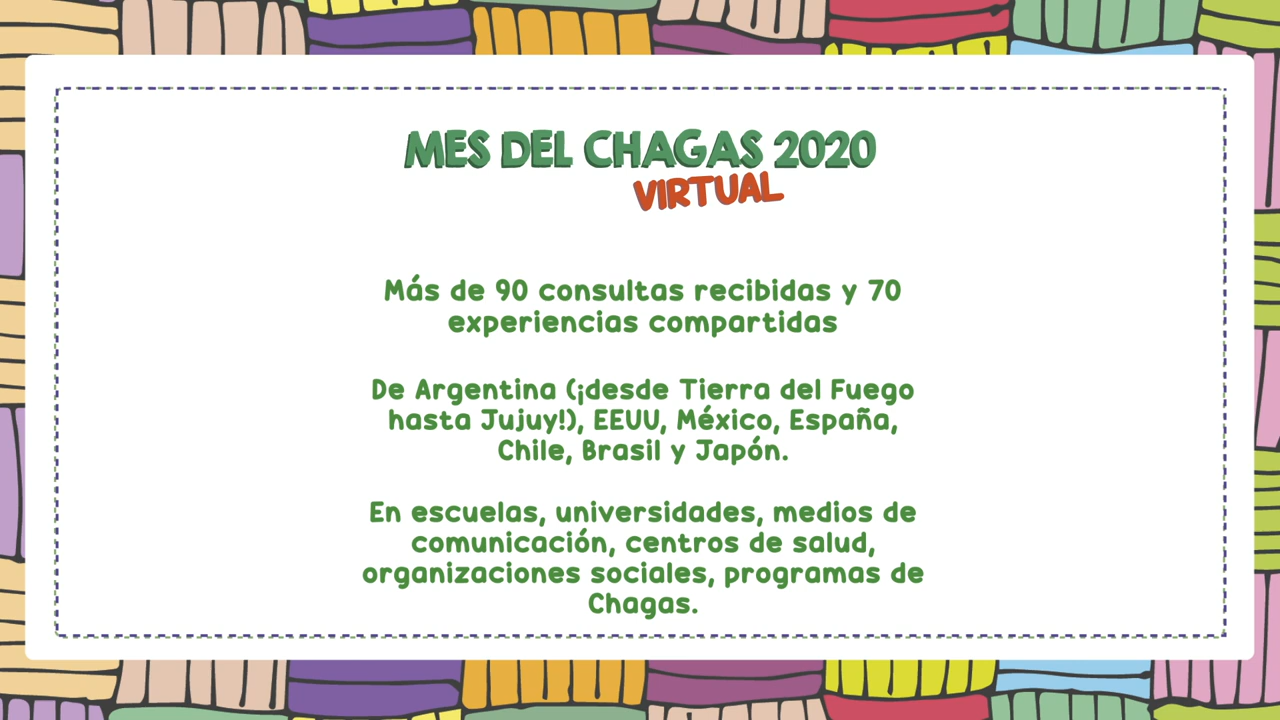 MES DEL CHAGAS 2020
VIRTUAL
Más de 90 consultas recibidas y 70
experiencias compartidas
De Argentina (¡desde Tierra del Fuego
hasta Jujuy!), EEUU, México, España,
Chile, Brasil y Japón.
En escuelas, universidades, medios de
comunicación, centros de salud,
organizaciones sociales, programas de
Chagas.